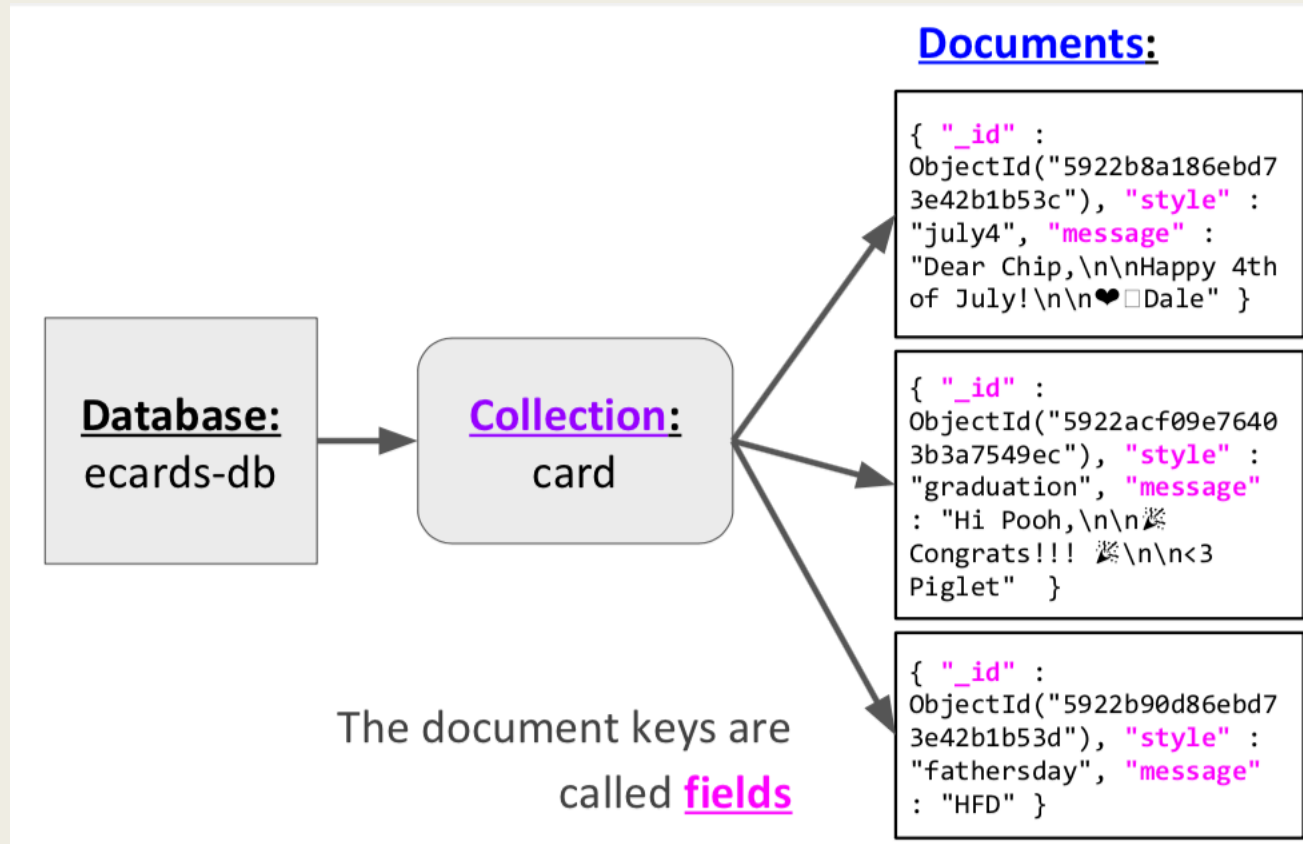 Documents:
{ "_id" :
ObjectId("5922b8a186ebd7
3e42b1b53c"), "style" :
"july4", "message" :
"Dear Chip,\n\nHappy 4th
of July!\n\n❤□Dale" }
Database:
ecards-db
Collection:
card
{ "_id" :
ObjectId("5922acf09e7640
3b3a7549ec"), "style" :
"graduation", "message"
: "Hi Pooh,\n\n🎉
Congrats!!! 🎉\n\n<3
Piglet" }
The document keys are
called fields
{ "_id" :
ObjectId("5922b90d86ebd7
3e42b1b53d"), "style" :
"fathersday", "message"
: "HFD" }